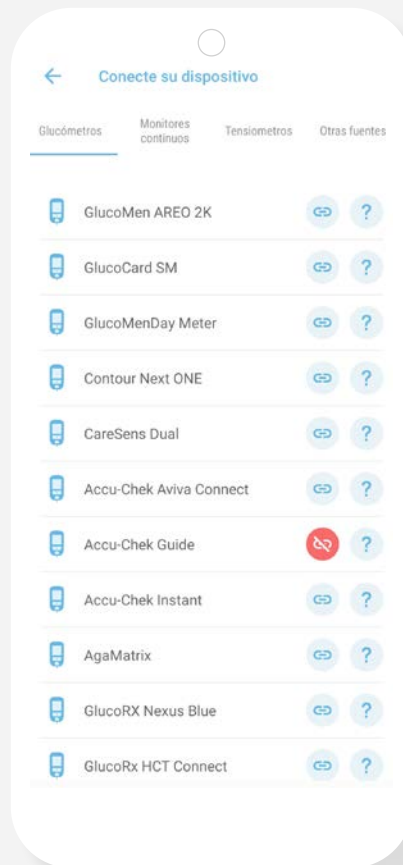 Conecte su dispositivo
Glucómetros
Monitores
continuos
Tensiometros
Otras fuentes
GlucoMen AREO 2K
?
GlucoCard SM
?
GlucoMenDay Meter
?
Contour Next ONE
?
CareSens Dual
?
Accu-Chek Aviva Connect
?
Accu-Chek Guide
?
Accu-Chek Instant
?
AgaMatrix
?
GlucoRX Nexus Blue
?
GlucoRx HCT Connect
?